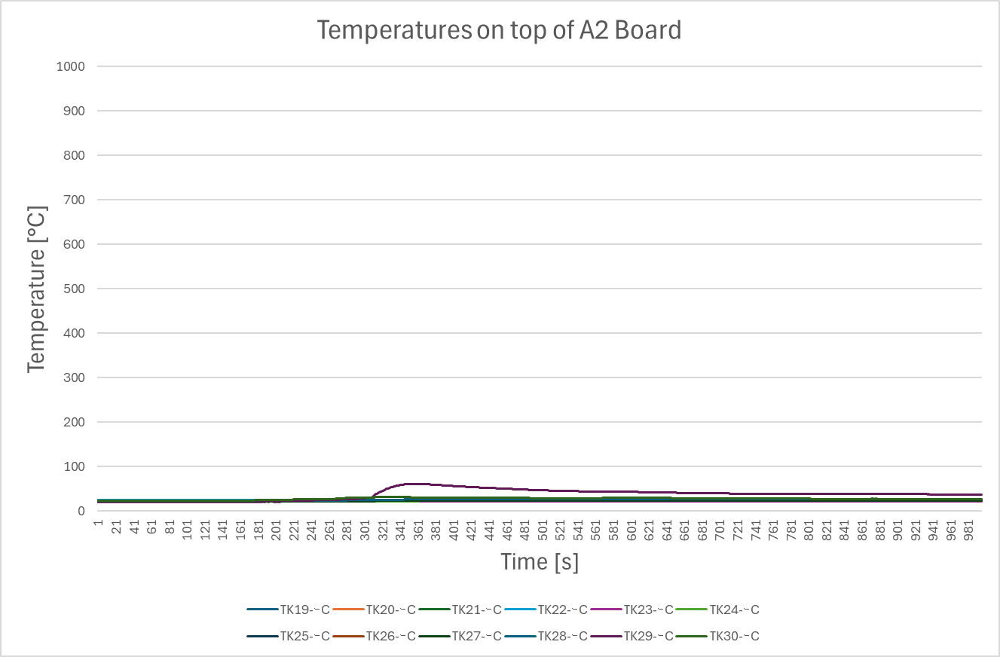 Temperatures on top of A2 Board
1000
900
800
700
600
500
400
300
200
100
0
Temperature [°C]
1 21 41 61 81 101 121 141 161 181 201 221 241 261 281 301 321 341 361 381 401 421 441 461 481 501 521 541 561 581 601 621 641 661 681 701 721 741 761 781 801 821 841 861 881 901 921 941 961 981
Time [s]
TK19-~C TK20-~C TK21-~C TK22-~C TK23-~C TK24-~C
TK25-~C TK26-~C TK27-~C TK28-~C TK29-~C TK30-~C